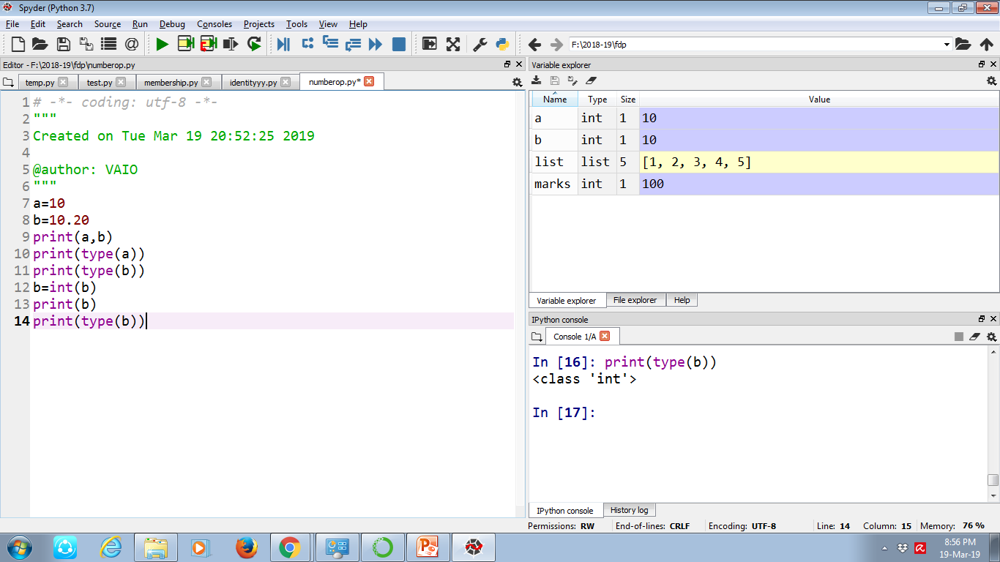 Spyder (Python 3.7)
File Edit Search Source Run Debug Consoles Projects Tools View Help
F:\2018-19\fdp
Editor - F:\2018-19\fdp\numberop.py
temp.py test.py membership.py identityyy.py numberop.py*
1 # -*- coding: utf-8 -*-
2 """
3 Created on Tue Mar 19 20:52:25 2019
4
5 @author: VAIO
6 """
7 a=10
8 b=10.20
9 print(a,b)
10 print(type(a))
11 print(type(b))
12 b=int(b)
13 print(b)
14 print(type(b))
Variable explorer
Name Type Size Value
a int 1 10
b int 1 10
list list 5 [1, 2, 3, 4, 5]
marks int 1 100
Variable explorer File explorer Help
IPython console
Console 1/A
In [16]: print(type(b))
<class 'int'>
In [17]:
IPython console History log
Permissions: RW End-of-lines: CRLF Encoding: UTF-8 Line: 14 Column: 15 Memory: 76 %
8:56 PM
19-Mar-19